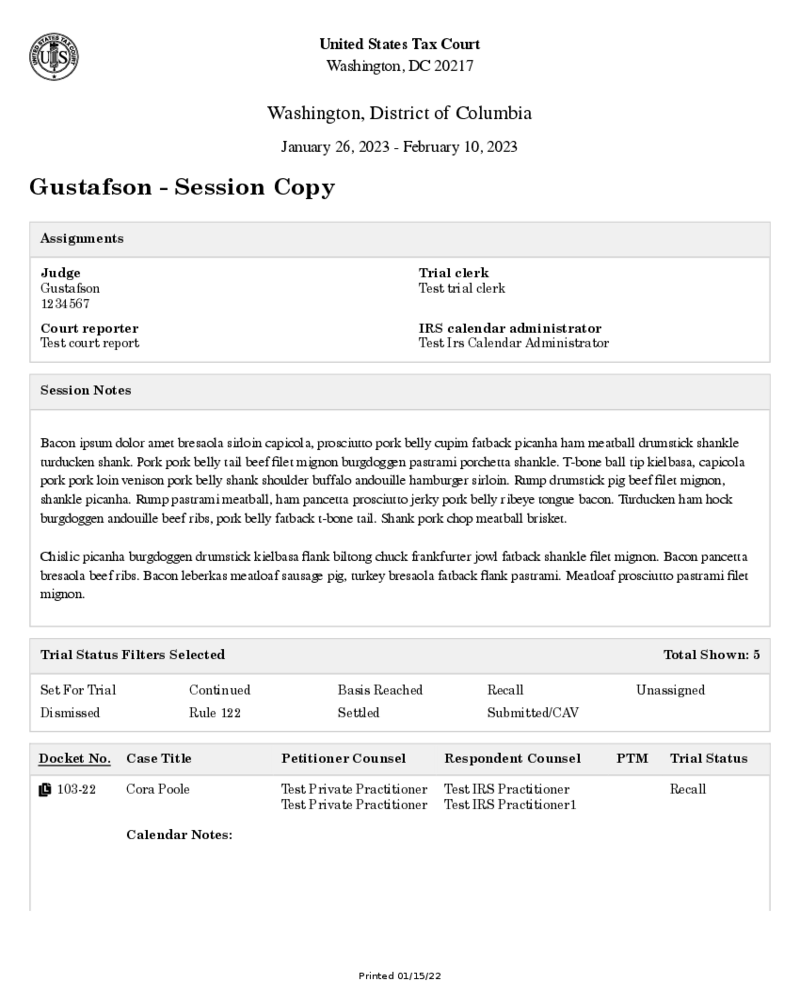 UNITED STATES TAX COURT
US
United States Tax Court
Washington, DC 20217
Washington, District of Columbia
January 26, 2023 - February 10, 2023
Gustafson - Session Copy
Assignments
Judge
Gustafson
1234567
Trial clerk
Test trial clerk
Court reporter
Test court report
IRS calendar administrator
Test Irs Calendar Administrator
Session Notes
Bacon ipsum dolor amet bresaola sirloin capicola, prosciutto pork belly cupim fatback picanha ham meatball drumstick shankle
turducken shank. Pork pork belly tail beef filet mignon burgdoggen pastrami porchetta shankle. T-bone ball tip kielbasa, capicola
pork pork loin venison pork belly shank shoulder buffalo andouille hamburger sirloin. Rump drumstick pig beef filet mignon,
shankle picanha. Rump pastrami meatball, ham pancetta prosciutto jerky pork belly ribeye tongue bacon. Turducken ham hock
burgdoggen andouille beef ribs, pork belly fatback t-bone tail. Shank pork chop meatball brisket.
Chislic picanha burgdoggen drumstick kielbasa flank biltong chuck frankfurter jowl fatback shankle filet mignon. Bacon pancetta
bresaola beef ribs. Bacon leberkas meatloaf sausage pig, turkey bresaola fatback flank pastrami. Meatloaf prosciutto pastrami filet
mignon.
Trial Status Filters Selected Total Shown: 5
Set For Trial Continued Basis Reached Recall Unassigned
Dismissed Rule 122 Settled Submitted/CAV
Docket No. Case Title Petitioner Counsel Respondent Counsel PTM Trial Status
L 103-22 Cora Poole Test Private Practitioner Test IRS Practitioner Recall
Test Private Practitioner Test IRS Practitioner1
Calendar Notes:
Printed 01/15/22